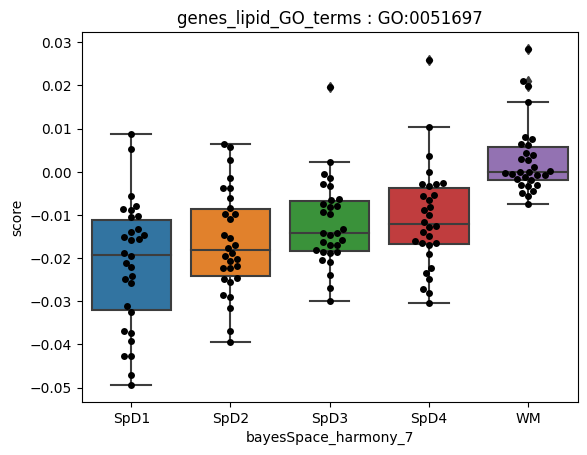 genes_lipid_GO_terms : GO:0051697
0.03
0.02
0.01
0.00
−0.01
−0.02
−0.03
−0.04
−0.05
score
SpD1 SpD2 SpD3 SpD4 WM
bayesSpace_harmony_7